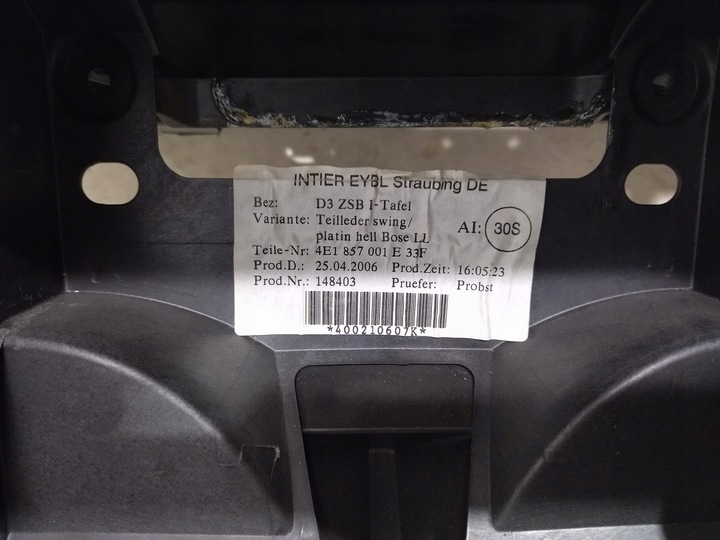 INTIER EYBL Straubing DE
Bez: D3 ZSB I-Tafel
Variante: Teilleder swing/
platin hell Bose LL
AI: 30S
Teile-Nr: 4E1 857 001 E 33F
Prod.D.: 25.04.2006 Prod.Zeit: 16:05:23
Prod.Nr.: 148403 Pruefer: Probst
*400210607K*